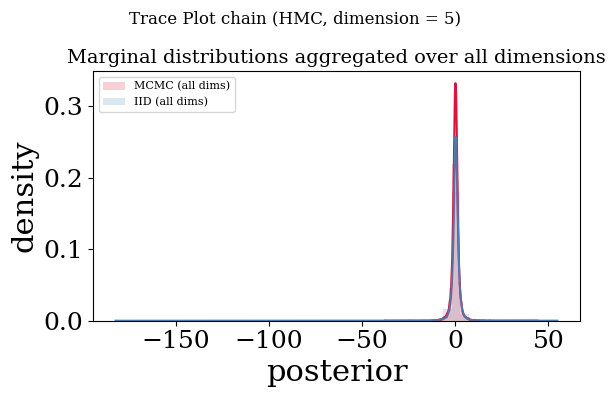 Trace Plot chain (HMC, dimension = 5)
Marginal distributions aggregated over all dimensions
MCMC (all dims)
IID (all dims)
density
0.3
0.2
0.1
0.0
−150
−100
−50
0
50
posterior